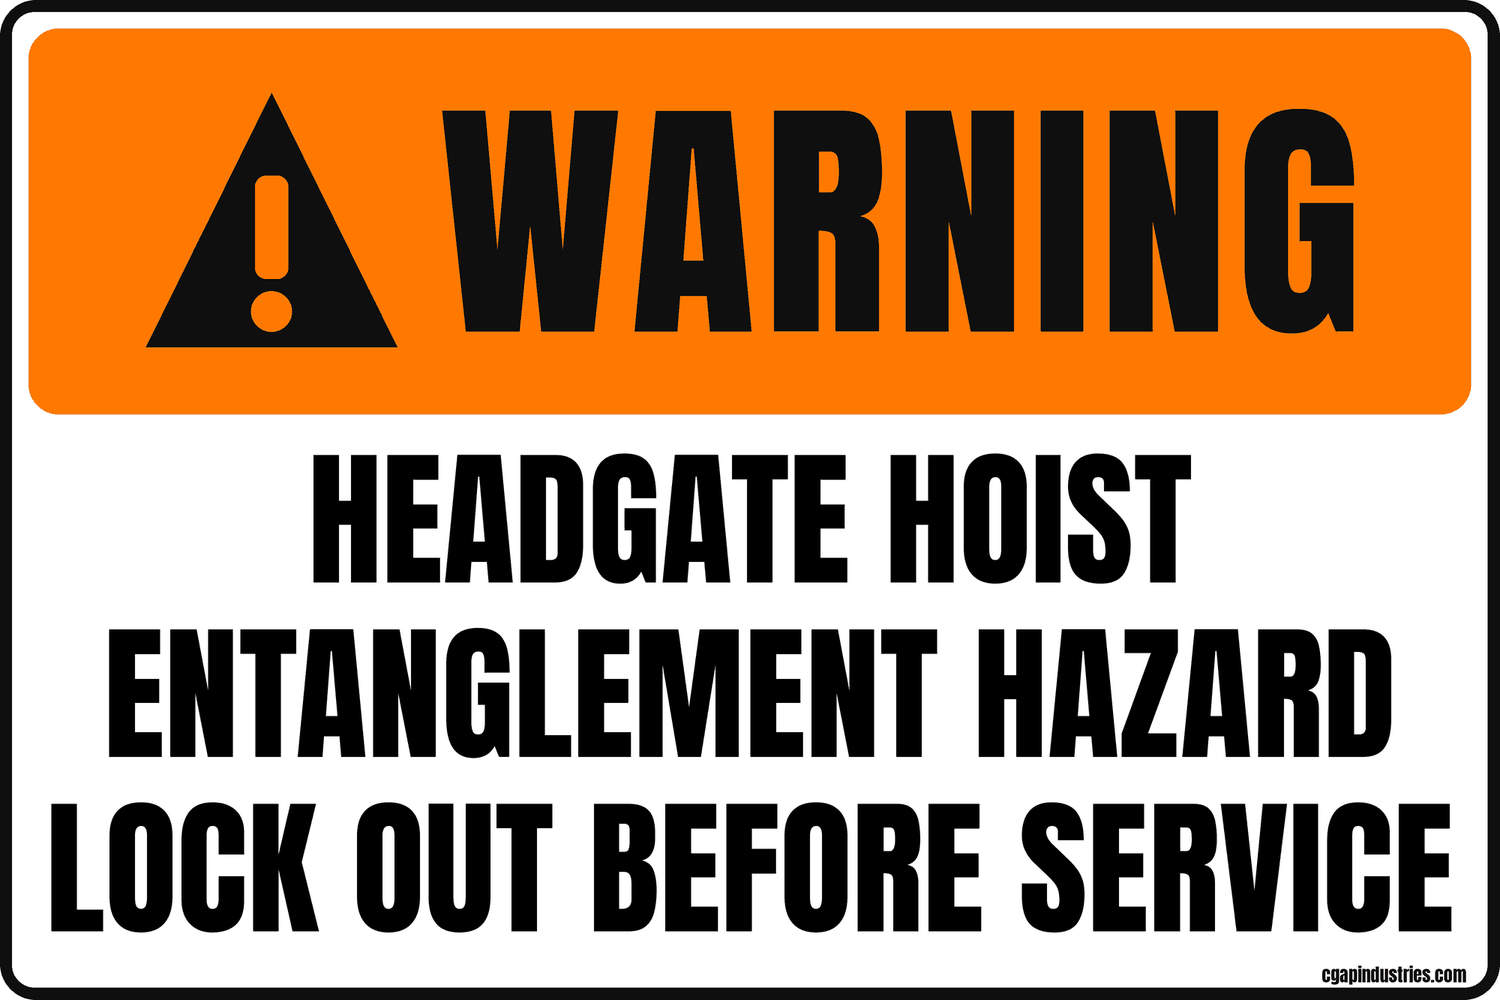 WARNING
HEADGATE HOIST
ENTANGLEMENT HAZARD
LOCK OUT BEFORE SERVICE
cgapindustries.com